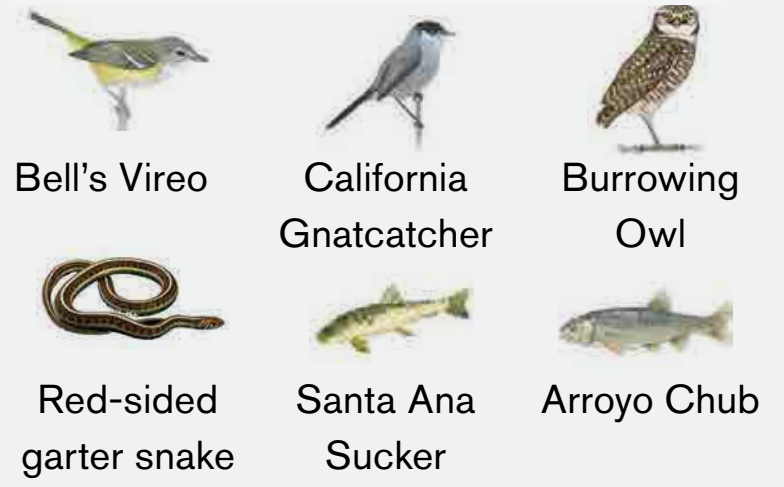 Bell's Vireo
California
Gnatcatcher
Burrowing
Owl
Red-sided
garter snake
Santa Ana
Sucker
Arroyo Chub